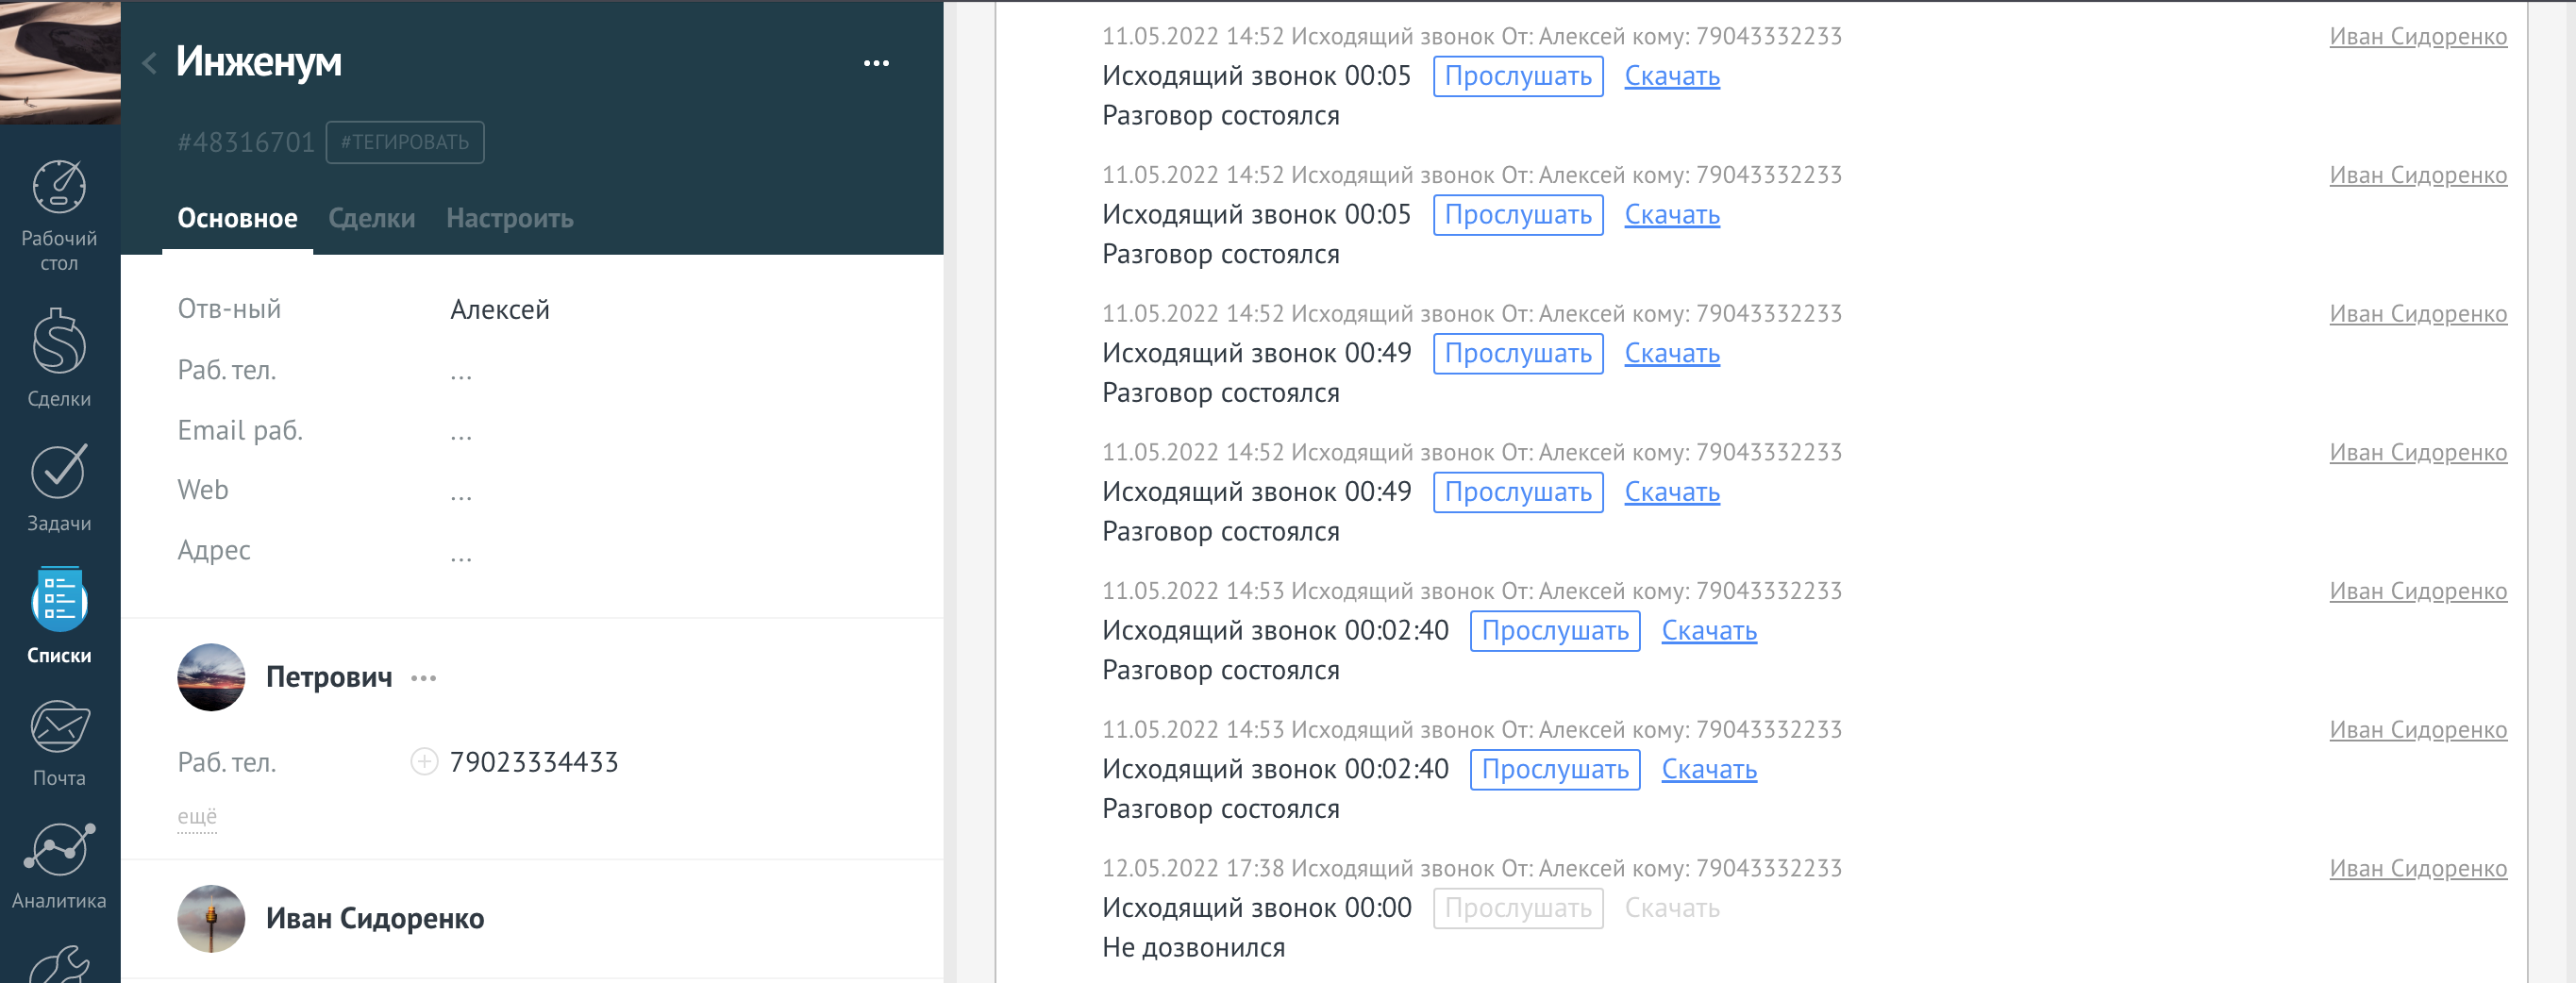 Рабочий
стол
Сделки
Задачи
Списки
Почта
Аналитика
Инженум
#48316701 #ТЕГИРОВАТЬ
Основное Сделки Настроить
Отв-ный Алексей
Раб. тел. ...
Email раб. ...
Web ...
Адрес ...
Петрович
Раб. тел. 79023334433
ещё
Иван Сидоренко
11.05.2022 14:52 Исходящий звонок От: Алексей кому: 79043332233 Иван Сидоренко
Исходящий звонок 00:05 Прослушать Скачать
Разговор состоялся
11.05.2022 14:52 Исходящий звонок От: Алексей кому: 79043332233 Иван Сидоренко
Исходящий звонок 00:05 Прослушать Скачать
Разговор состоялся
11.05.2022 14:52 Исходящий звонок От: Алексей кому: 79043332233 Иван Сидоренко
Исходящий звонок 00:49 Прослушать Скачать
Разговор состоялся
11.05.2022 14:52 Исходящий звонок От: Алексей кому: 79043332233 Иван Сидоренко
Исходящий звонок 00:49 Прослушать Скачать
Разговор состоялся
11.05.2022 14:53 Исходящий звонок От: Алексей кому: 79043332233 Иван Сидоренко
Исходящий звонок 00:02:40 Прослушать Скачать
Разговор состоялся
11.05.2022 14:53 Исходящий звонок От: Алексей кому: 79043332233 Иван Сидоренко
Исходящий звонок 00:02:40 Прослушать Скачать
Разговор состоялся
12.05.2022 17:38 Исходящий звонок От: Алексей кому: 79043332233 Иван Сидоренко
Исходящий звонок 00:00 Прослушать Скачать
Не дозвонился